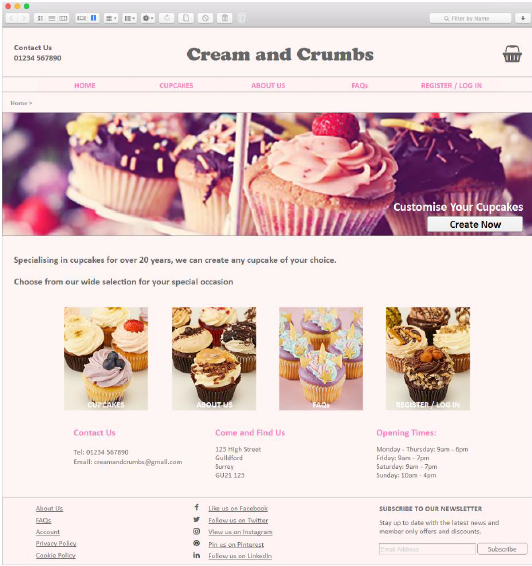 Filter by Name
Contact Us
01234 567890
Cream and Crumbs
HOME
CUPCAKES
ABOUT US
FAQs
REGISTER / LOG IN
Home >
Customise Your Cupcakes
Create Now
Specialising in cupcakes for over 20 years, we can create any cupcake of your choice.
Choose from our wide selection for your special occasion
CUPCAKES
ABOUT US
FAQs
REGISTER / LOG IN
Contact Us
Tel: 01234 567890
Email: creamandcrumbs@gmail.com
Come and Find Us
123 High Street
Guildford
Surrey
GU21 123
Opening Times:
Monday - Thursday: 9am - 6pm
Friday: 9am - 7pm
Saturday: 9am - 7pm
Sunday: 10am - 4pm
About Us
FAQs
Account
Privacy Policy
Cookie Policy
Like us on Facebook
Follow us on Twitter
View us on Instagram
Pin us on Pinterest
Follow us on LinkedIn
SUBSCRIBE TO OUR NEWSLETTER
Stay up to date with the latest news and
member only offers and discounts.
Email Address
Subscribe